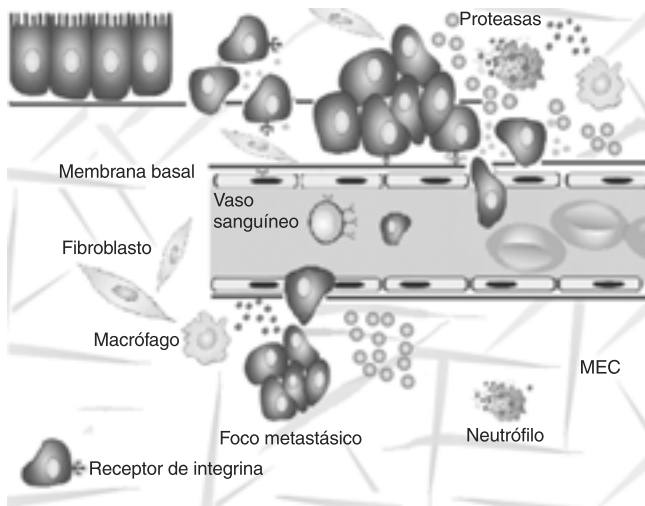 Proteasas
Membrana basal
Vaso
sanguíneo
Fibroblasto
Macrófago
MEC
Foco metastásico
Neutrófilo
Receptor de integrina